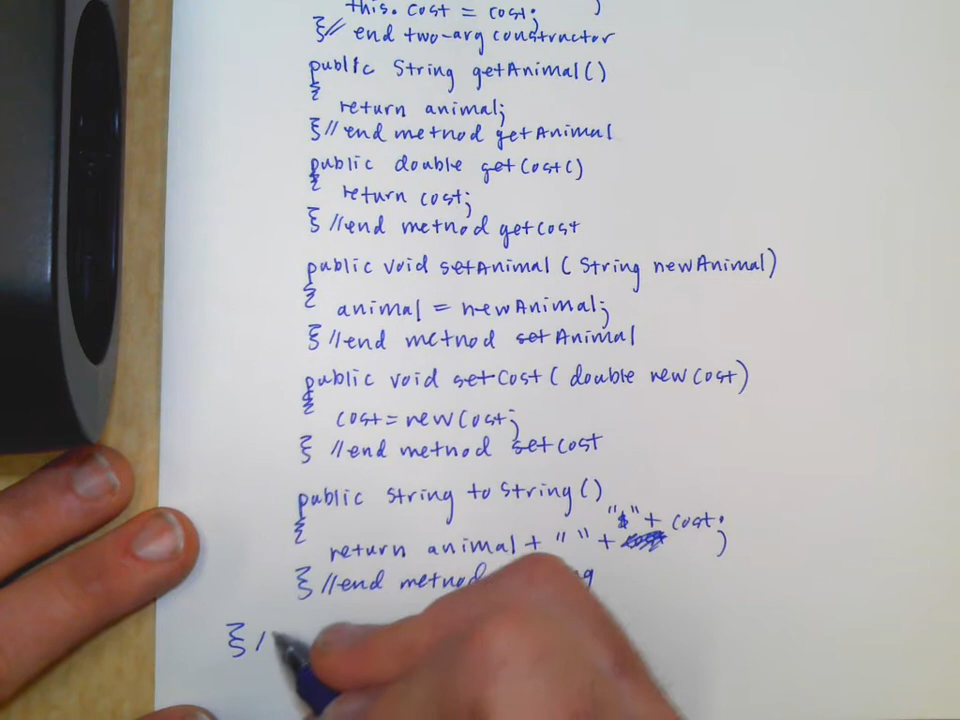 this.cost = cost;
}// end two-arg constructor
public String getAnimal()
{
return animal;
}//end method getAnimal
public double getCost()
{
return cost;
} //end method getCost
public void setAnimal (String newAnimal)
{
animal = newAnimal;
} //end method setAnimal
public void setCost (double newCost)
{
cost = newCost;
} //end method setCost
public String toString()
{
return animal + " " + "$" + cost;
} //end method
} /